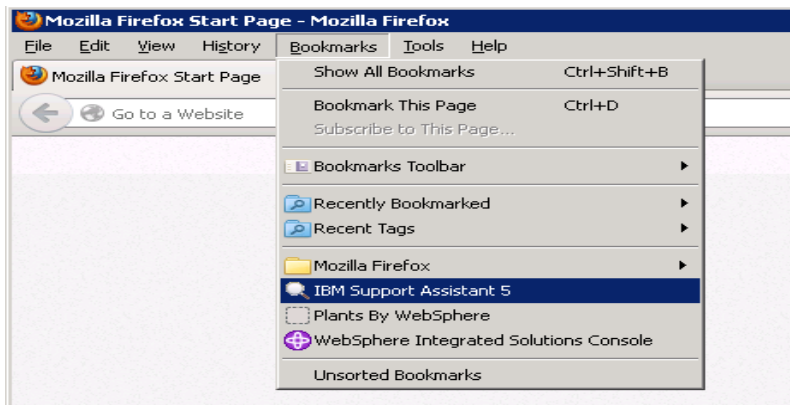 Mozilla Firefox Start Page - Mozilla Firefox
File Edit View History Bookmarks Tools Help
Mozilla Firefox Start Page
Go to a Website
Show All Bookmarks Ctrl+Shift+B
Bookmark This Page Ctrl+D
Subscribe to This Page...
Bookmarks Toolbar
Recently Bookmarked
Recent Tags
Mozilla Firefox
IBM Support Assistant 5
Plants By WebSphere
WebSphere Integrated Solutions Console
Unsorted Bookmarks